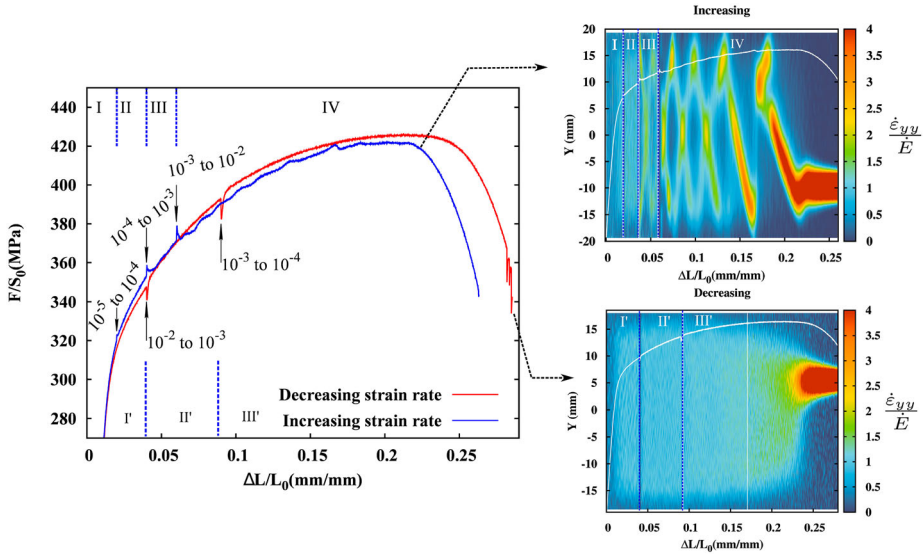 Increasing
20
15
10
5
0
-5
-10
-15
-20
Y (mm)
I
II
III
IV
0
0.05
0.1
0.15
0.2
0.25
ΔL/L₀(mm/mm)
4
3.5
3
2.5
2
1.5
1
0.5
0
ε̇yy
Ė
440
420
400
380
360
340
320
300
280
F/S₀(MPa)
I
II
III
IV
10⁻³ to 10⁻²
10⁻⁴ to 10⁻³
10⁻⁵ to 10⁻⁴
10⁻³ to 10⁻⁴
10⁻² to 10⁻³
Decreasing strain rate
Increasing strain rate
I'
II'
III'
0
0.05
0.1
0.15
0.2
0.25
ΔL/L₀(mm/mm)
Decreasing
15
10
5
0
-5
-10
-15
Y (mm)
I'
II'
III'
0
0.05
0.1
0.15
0.2
0.25
ΔL/L₀(mm/mm)
4
3.5
3
2.5
2
1.5
1
0.5
0
ε̇yy
Ė